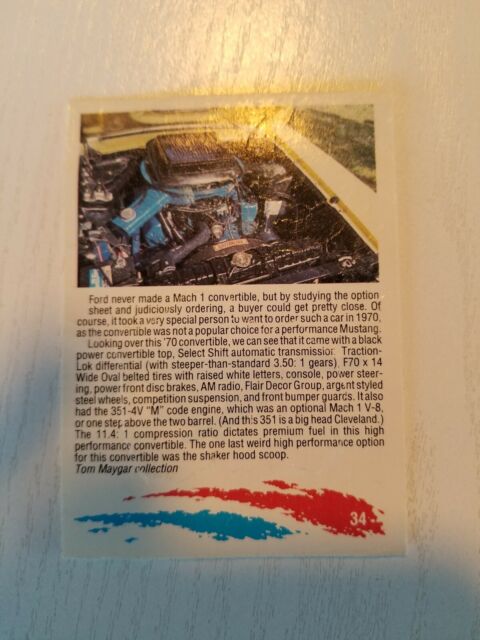 Ford never made a Mach 1 convertible, but by studying the option
sheet and judiciously ordering, a buyer could get pretty close. Of
course, it took a very special person to want to order such a car in 1970,
as the convertible was not a popular choice for a performance Mustang.
Looking over this '70 convertible, we can see that it came with a black
power convertible top, Select Shift automatic transmission. Traction-
Lok differential (with steeper-than-standard 3.50: 1 gears), F70 x 14
Wide Oval belted tires with raised white letters, console, power steer-
ing, power front disc brakes, AM radio, Flair Decor Group, argent styled
steel wheels, competition suspension, and front bumper guards. It also
had the 351-4V "M" code engine, which was an optional Mach 1 V-8,
or one step above the two barrel. (And this 351 is a big head Cleveland.)
The 11.4: 1 compression ratio dictates premium fuel in this high
performance convertible. The one last weird high performance option
for this convertible was the shaker hood scoop.
Tom Maygar collection
34